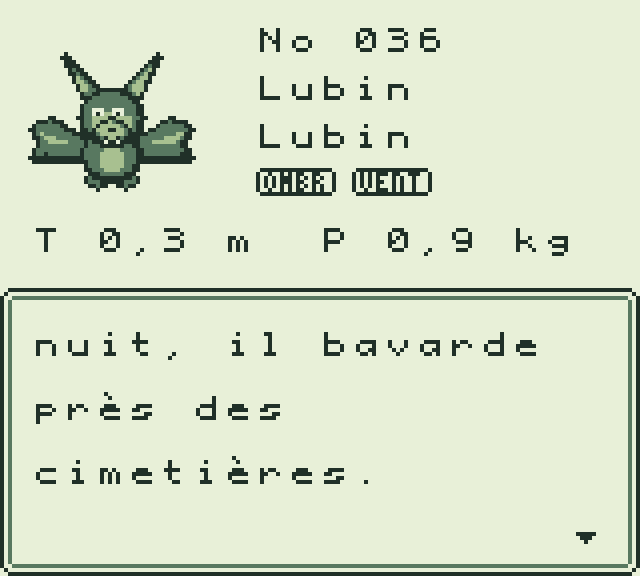 No 036
Lubin
Lubin
OMBR VENT
T 0,3 m P 0,9 kg
nuit, il bavarde
près des
cimetières.